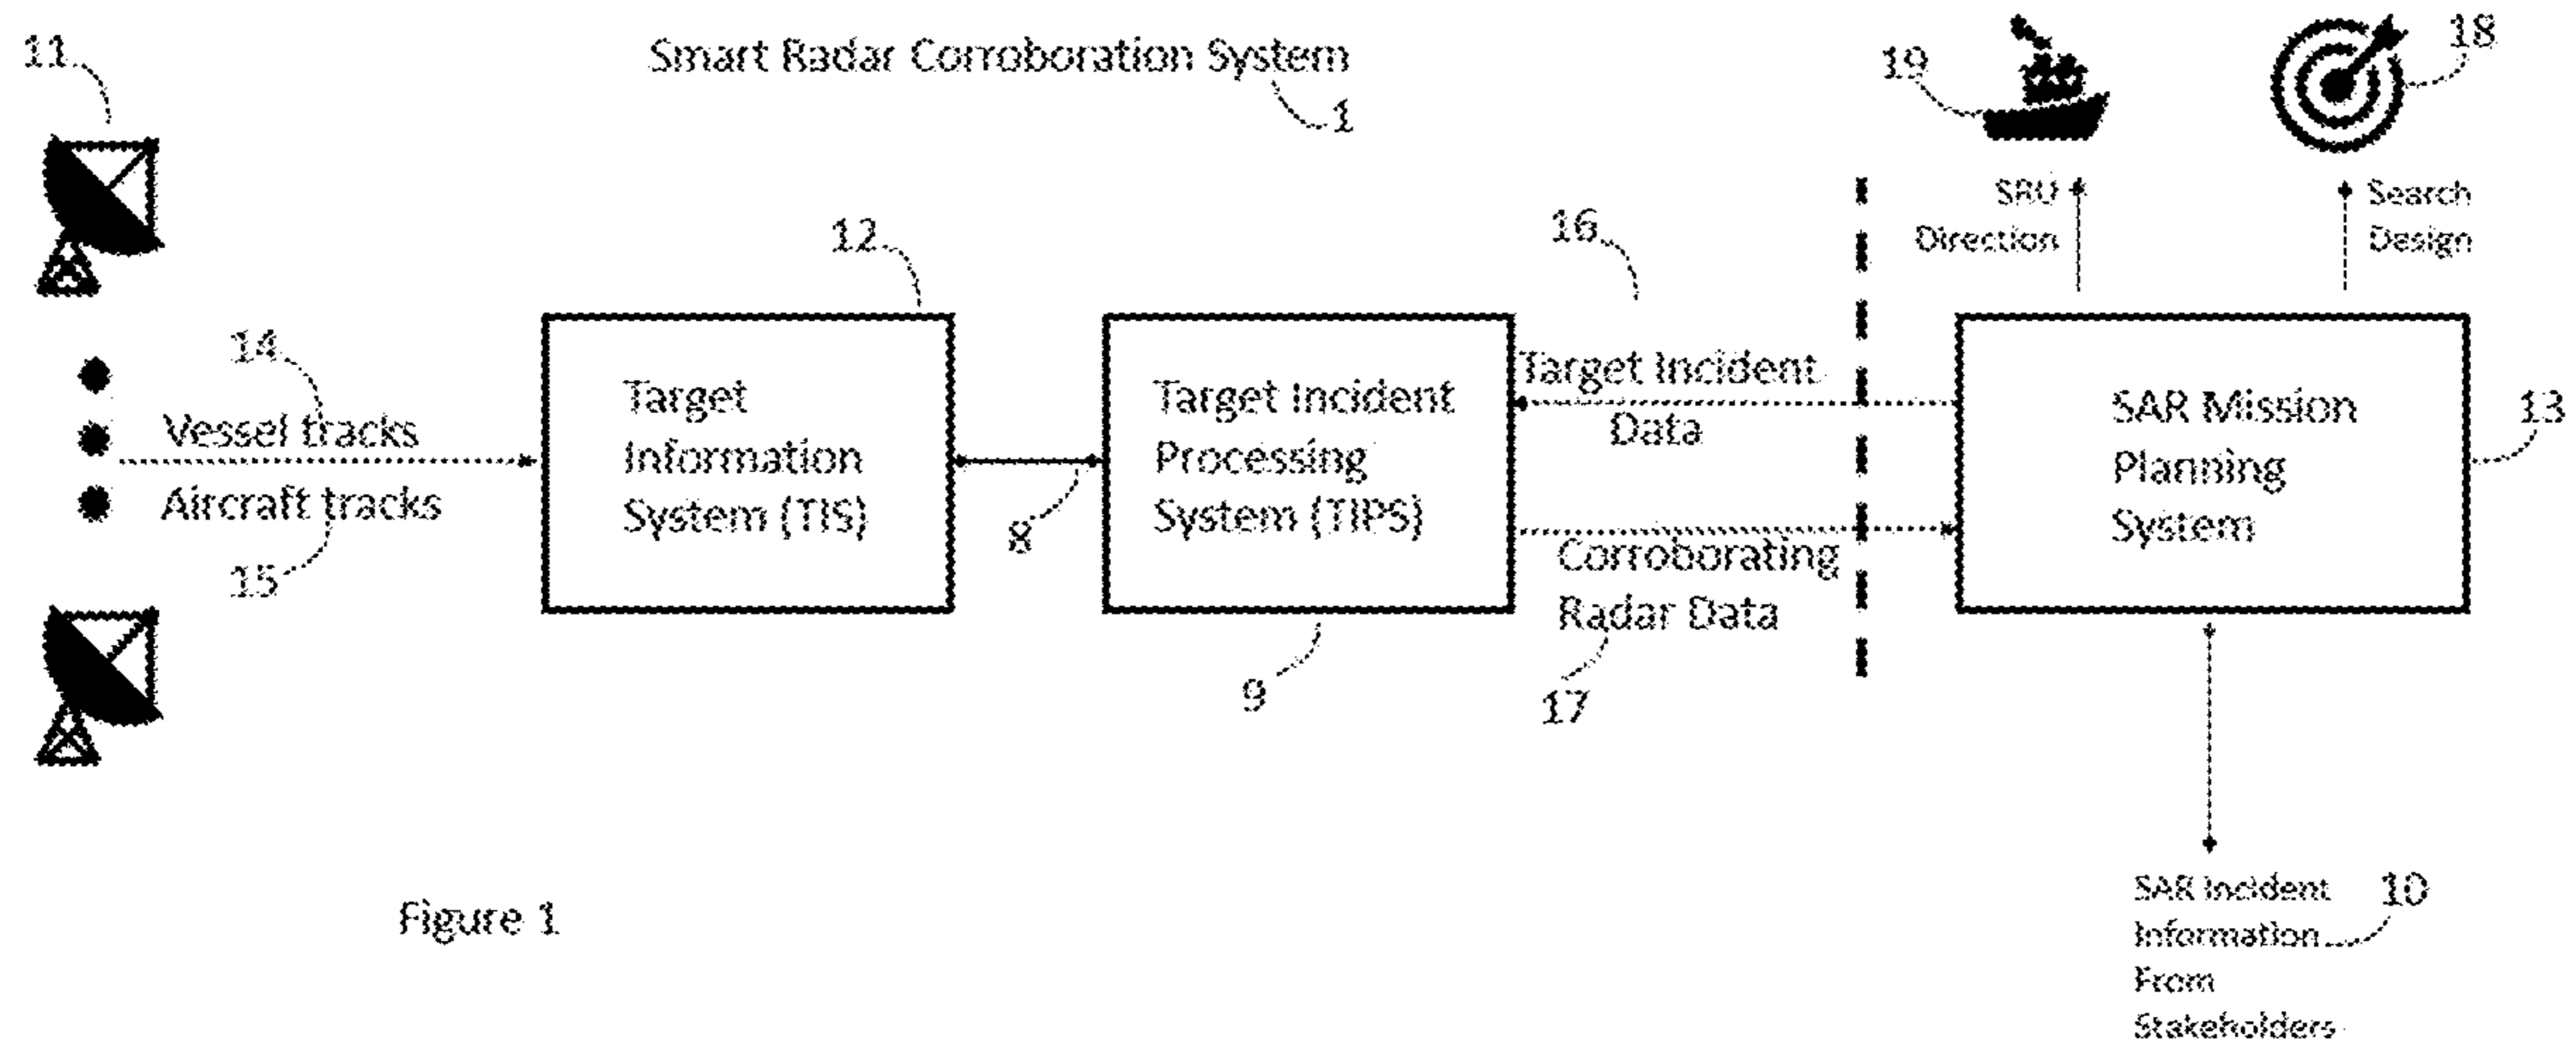 11
Smart Radar Corroboration System
1
19
18
SRU
Direction
Search
Design
12
16
14
Vessel tracks
Aircraft tracks
15
Target
Information
System (TIS)
8
Target Incident
Processing
System (TIPS)
9
Target Incident
Data
Corroborating
Radar Data
17
SAR Mission
Planning
System
13
SAR Incident
Information
From
Stakeholders
10
Figure 1